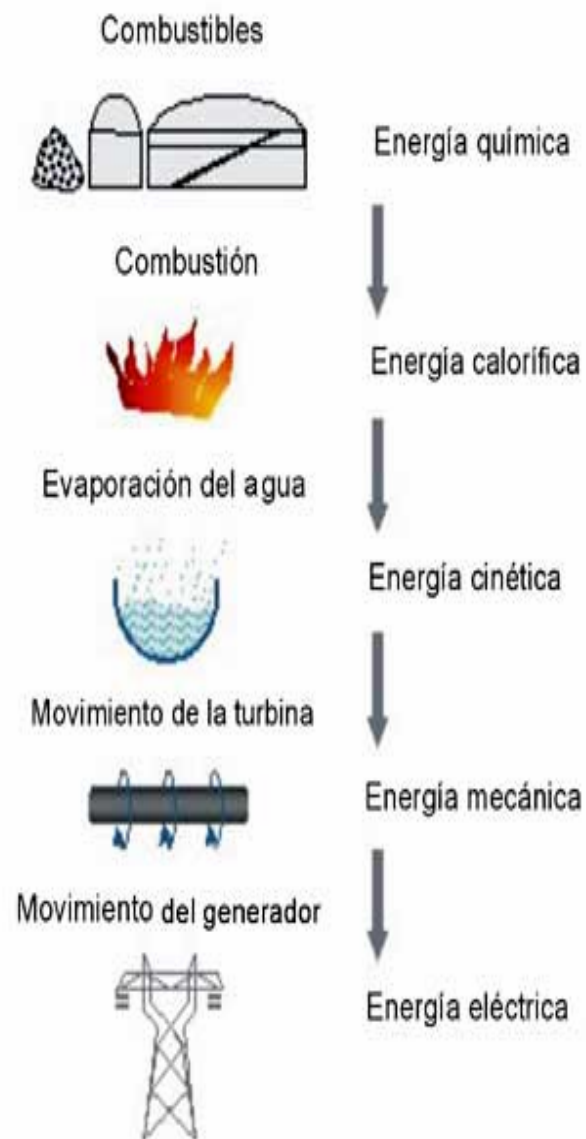 Combustibles
Energía química
Combustión
Energía calorífica
Evaporación del agua
Energía cinética
Movimiento de la turbina
Energía mecánica
Movimiento del generador
Energía eléctrica